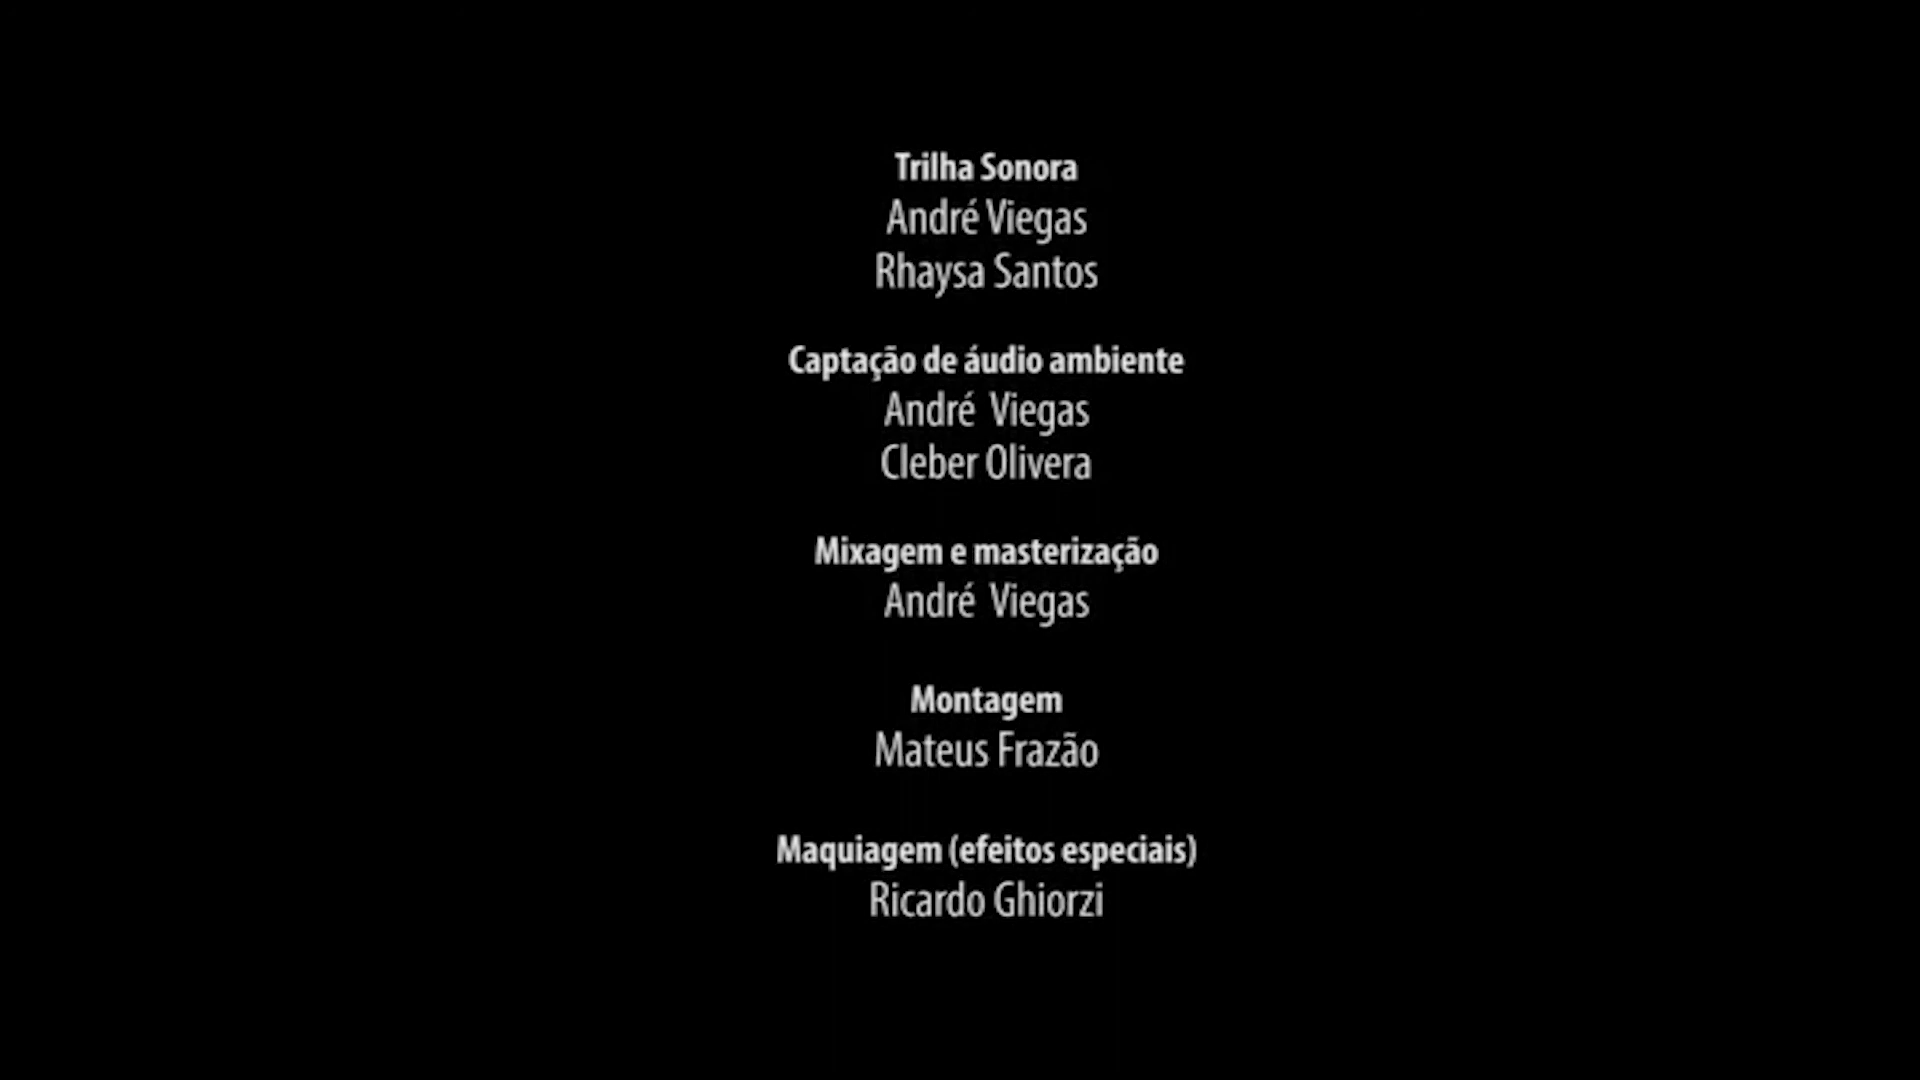 Trilha Sonora
André Viegas
Rhaysa Santos
Captação de áudio ambiente
André  Viegas
Cleber Olivera
Mixagem e masterização
André  Viegas
Montagem
Mateus Frazão
Maquiagem (efeitos especiais)
Ricardo Ghiorzi